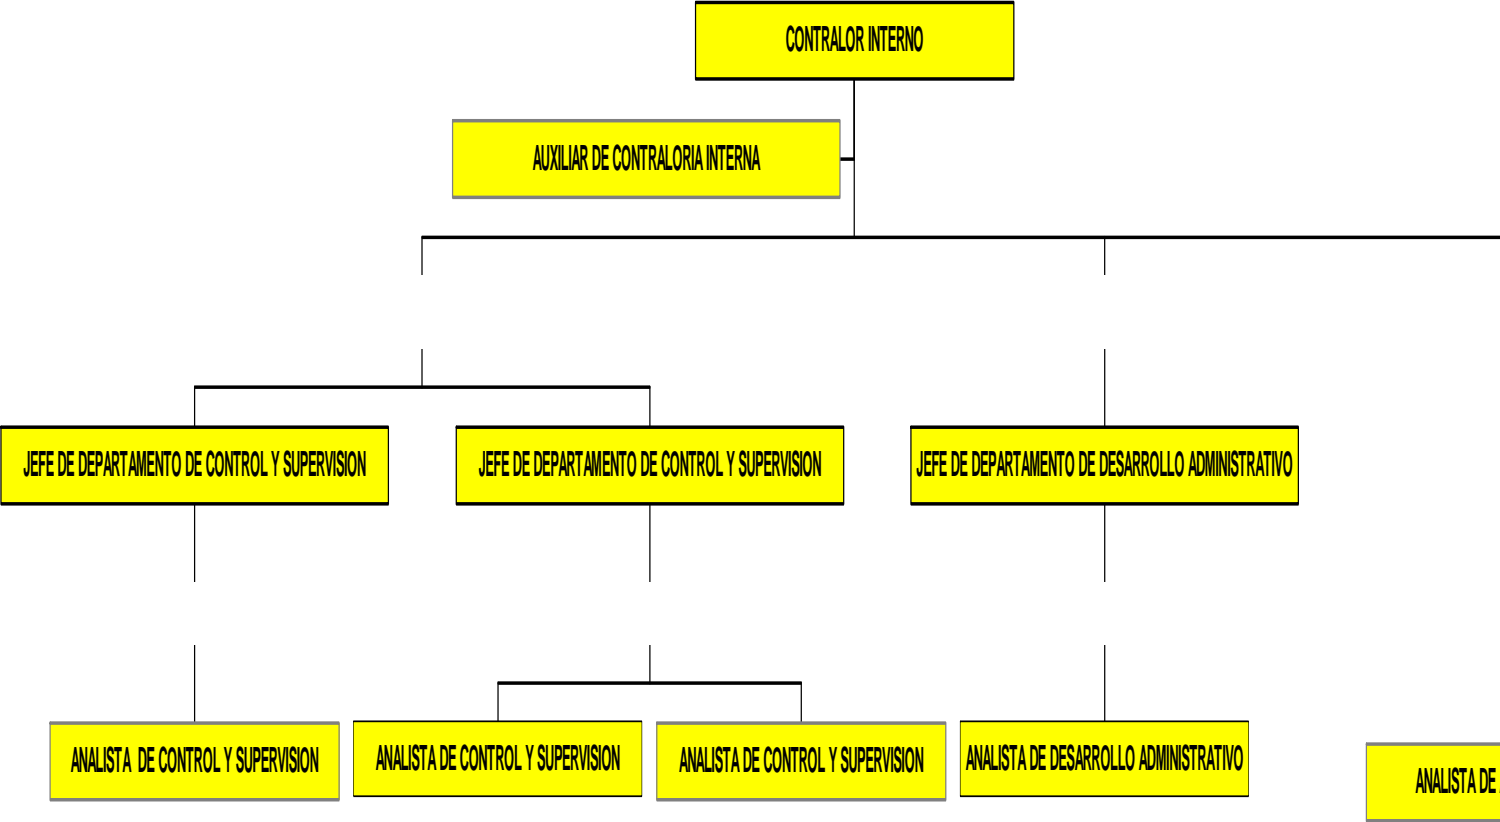 CONTRALOR INTERNO
AUXILIAR DE CONTRALORIA INTERNA
JEFE DE DEPARTAMENTO DE CONTROL Y SUPERVISION
JEFE DE DEPARTAMENTO DE CONTROL Y SUPERVISION
JEFE DE DEPARTAMENTO DE DESARROLLO ADMINISTRATIVO
ANALISTA DE CONTROL Y SUPERVISION
ANALISTA DE CONTROL Y SUPERVISION
ANALISTA DE CONTROL Y SUPERVISION
ANALISTA DE DESARROLLO ADMINISTRATIVO
ANALISTA DE